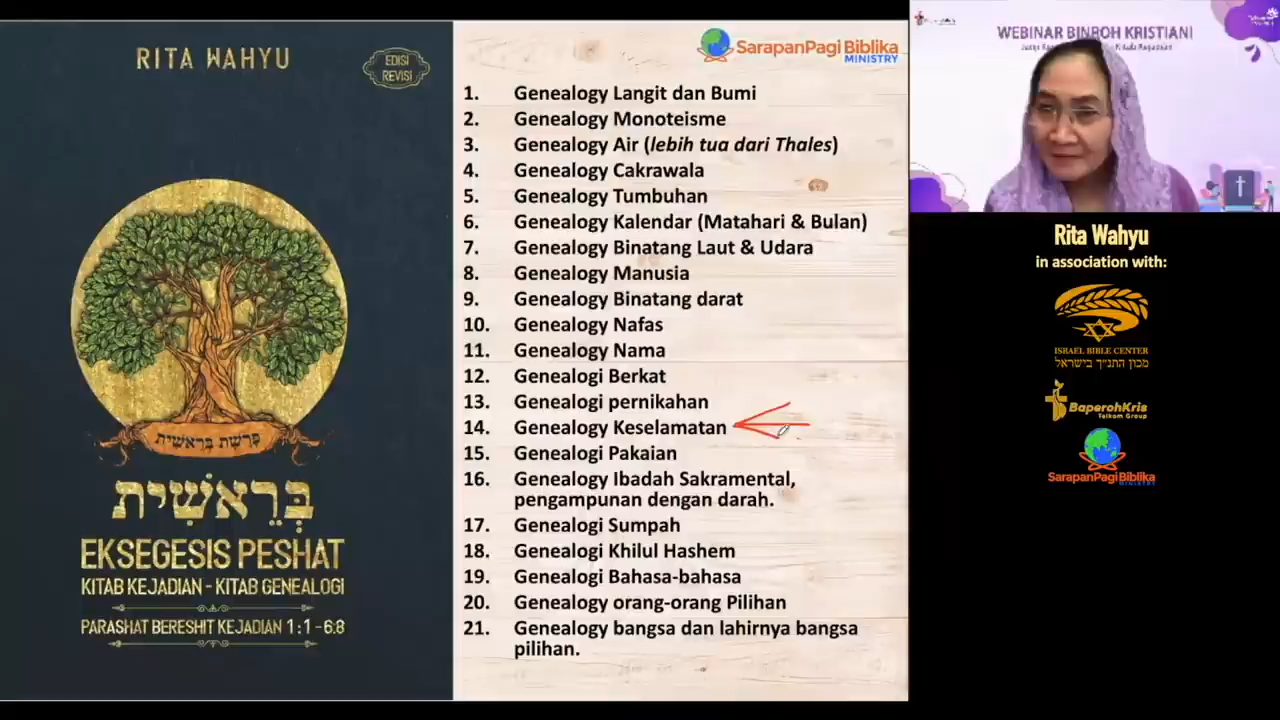 RITA WAHYU
EDISI
REVISI
פָּרָשַׁת בְּרֵאשִׁית
בְּרֵאשִׁית
EKSEGESIS PESHAT
KITAB KEJADIAN - KITAB GENEALOGI
PARASHAT BERESHIT KEJADIAN 1:1 - 6:8
SarapanPagi Biblika
MINISTRY
1. Genealogy Langit dan Bumi
2. Genealogy Monoteisme
3. Genealogy Air (lebih tua dari Thales)
4. Genealogy Cakrawala
5. Genealogy Tumbuhan
6. Genealogy Kalendar (Matahari & Bulan)
7. Genealogy Binatang Laut & Udara
8. Genealogy Manusia
9. Genealogy Binatang darat
10. Genealogy Nafas
11. Genealogy Nama
12. Genealogi Berkat
13. Genealogi pernikahan
14. Genealogy Keselamatan
15. Genealogi Pakaian
16. Genealogy Ibadah Sakramental,
pengampunan dengan darah.
17. Genealogi Sumpah
18. Genealogi Khilul Hashem
19. Genealogi Bahasa-bahasa
20. Genealogy orang-orang Pilihan
21. Genealogy bangsa dan lahirnya bangsa
pilihan.
WEBINAR BINROH KRISTIANI
Rita Wahyu
in association with:
ISRAEL BIBLE CENTER
מכון התנ״ך בישראל
BaperohKris
Telkom Group
SarapanPagi Biblika
MINISTRY